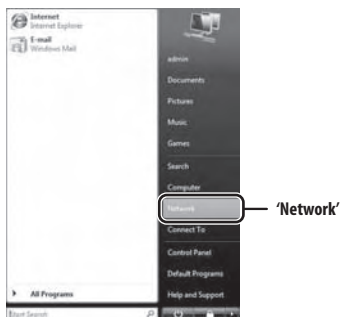 Internet
Internet Explorer
E-mail
Windows Mail
All Programs
Start Search
admin
Documents
Pictures
Music
Games
Search
Computer
Network
Connect To
Control Panel
Default Programs
Help and Support
'Network'